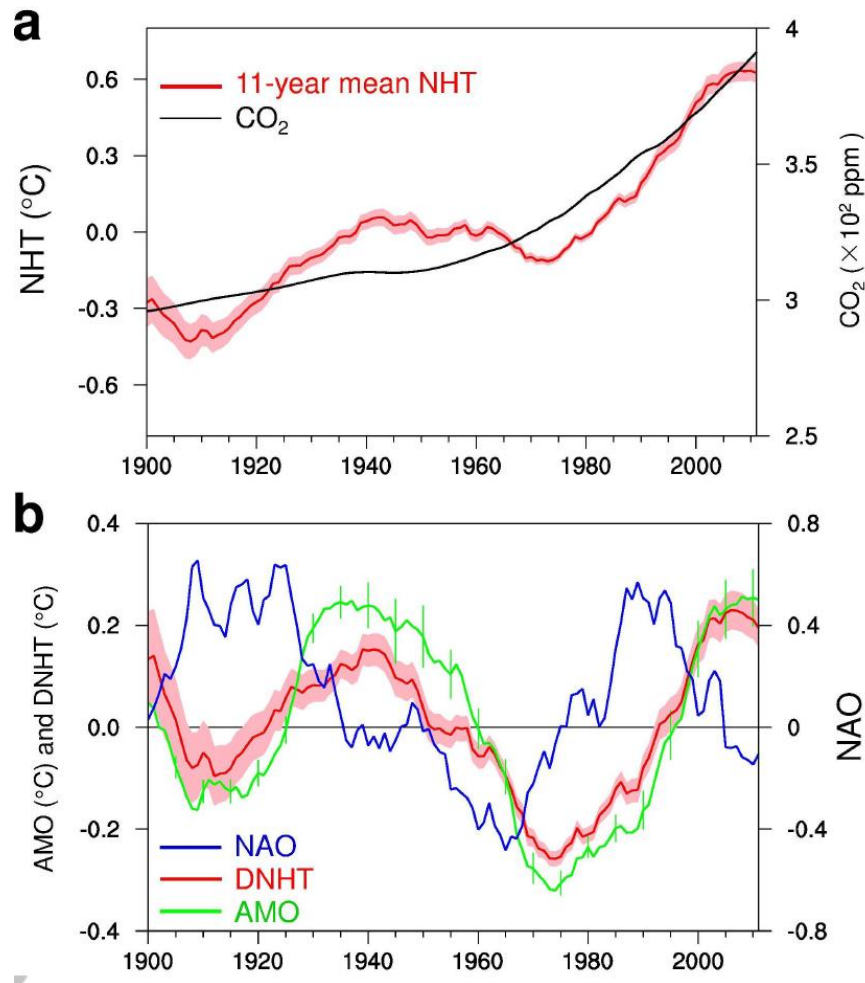 a
11-year mean NHT
CO₂
NHT (°C)
0.6
0.3
0.0
-0.3
-0.6
4
3.5
3
2.5
CO₂ (×10² ppm)
1900 1920 1940 1960 1980 2000
b
AMO (°C) and DNHT (°C)
0.4
0.2
0.0
-0.2
-0.4
0.8
0.4
0
-0.4
-0.8
NAO
NAO
DNHT
AMO
1900 1920 1940 1960 1980 2000